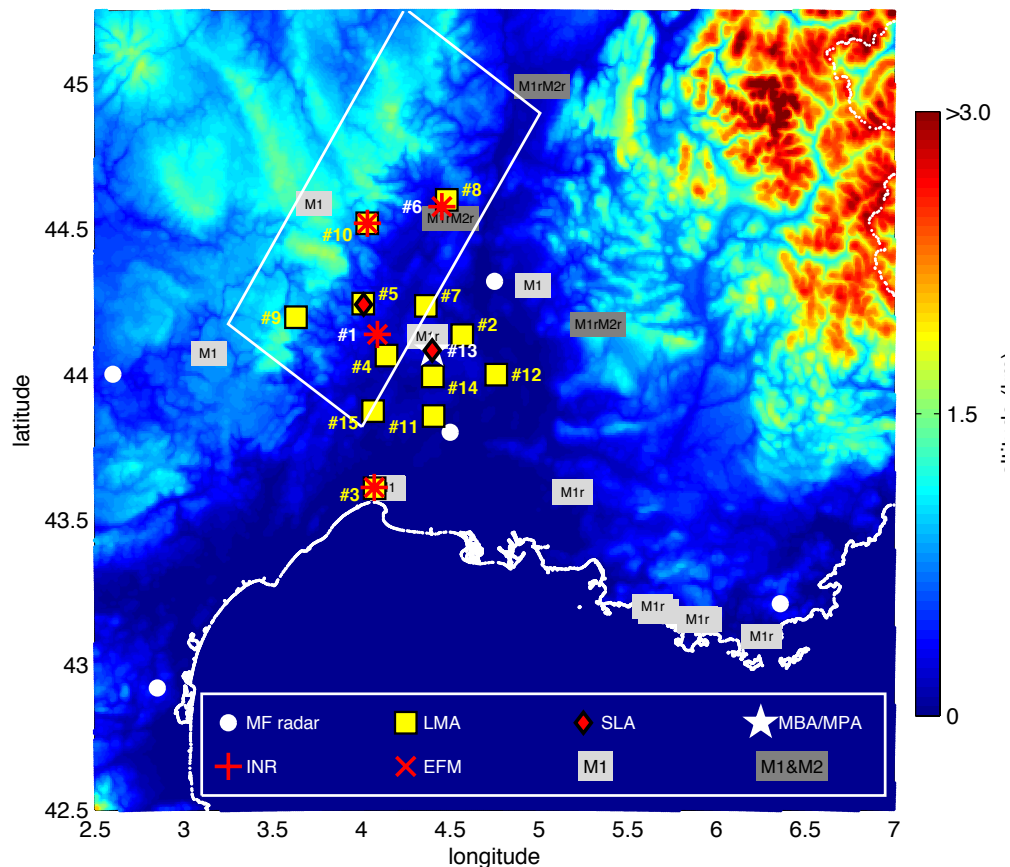 M1rM2r
45
>3.0
M1
#8
#6
M1rM2r
44.5
#10
M1
#5
#7
#9
#2
M1rM2r
#1
M1r
#13
M1
#4
44
#12
#14
1.5
#15
#11
latitude
#3
M1r
43.5
M1r
M1r
M1r
43
MF radar
LMA
SLA
MBA/MPA
0
INR
EFM
M1
M1&M2
42.5
2.5 3 3.5 4 4.5 5 5.5 6 6.5 7
longitude